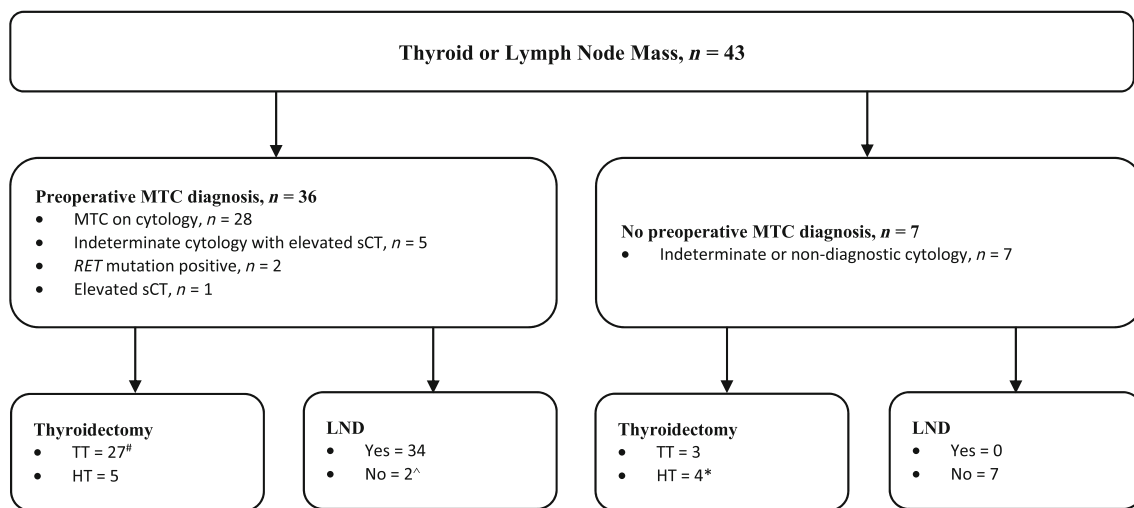 Thyroid or Lymph Node Mass, n = 43
Preoperative MTC diagnosis, n = 36
• MTC on cytology, n = 28
• Indeterminate cytology with elevated sCT, n = 5
• RET mutation positive, n = 2
• Elevated sCT, n = 1
No preoperative MTC diagnosis, n = 7
• Indeterminate or non-diagnostic cytology, n = 7
Thyroidectomy
• TT = 27#
• HT = 5
LND
• Yes = 34
• No = 2^
Thyroidectomy
• TT = 3
• HT = 4*
LND
• Yes = 0
• No = 7